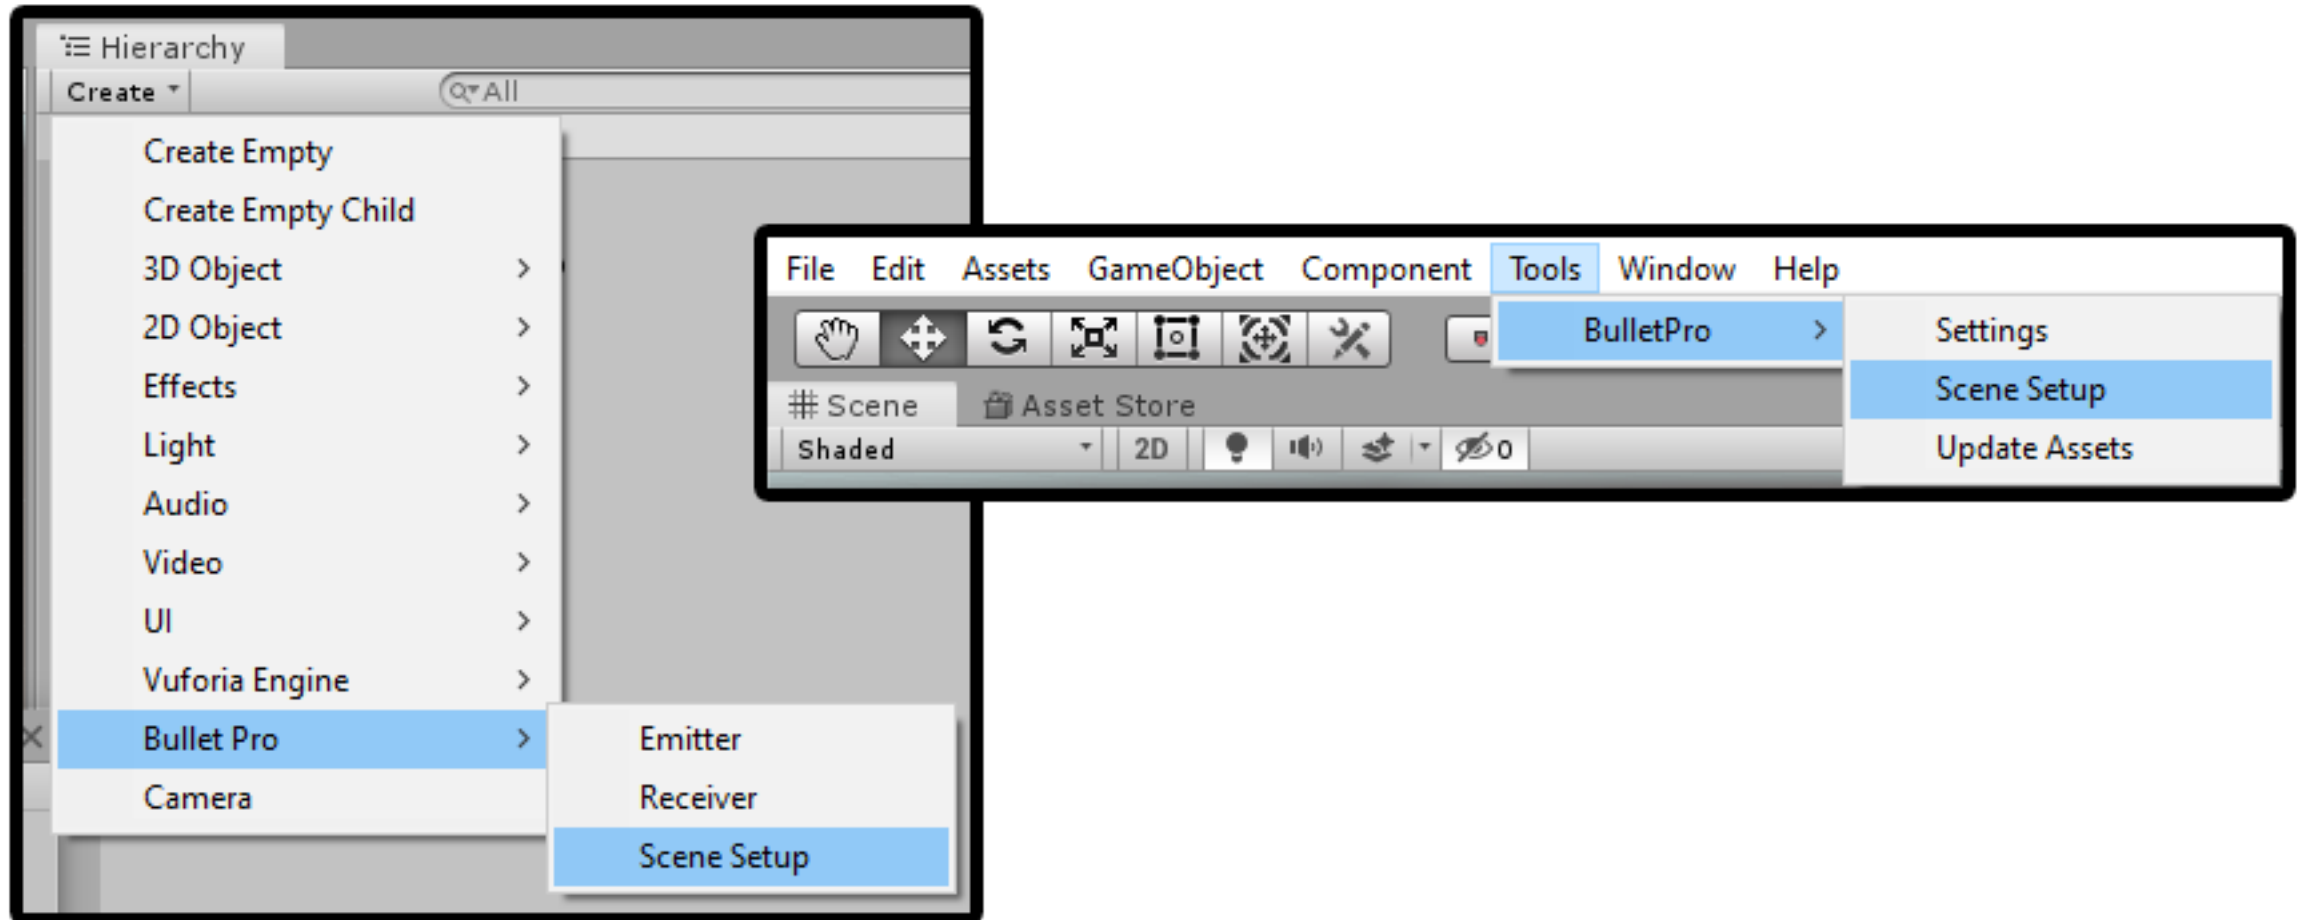 Hierarchy
Create
All
Create Empty
Create Empty Child
3D Object
2D Object
Effects
Light
Audio
Video
UI
Vuforia Engine
Bullet Pro
Camera
Emitter
Receiver
Scene Setup
File Edit Assets GameObject Component Tools Window Help
BulletPro
Settings
Scene Setup
Update Assets
Scene Asset Store
Shaded 2D 0